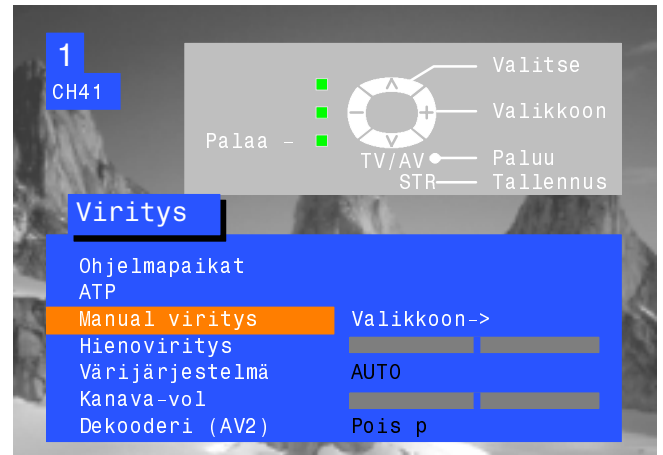 1
CH41
Valitse
Valikkoon
Palaa –
TV/AV Paluu
STR Tallennus
Viritys
Ohjelmapaikat
ATP
Manual viritys Valikkoon–>
Hienoviritys
Värijärjestelmä AUTO
Kanava–vol
Dekooderi (AV2) Pois p